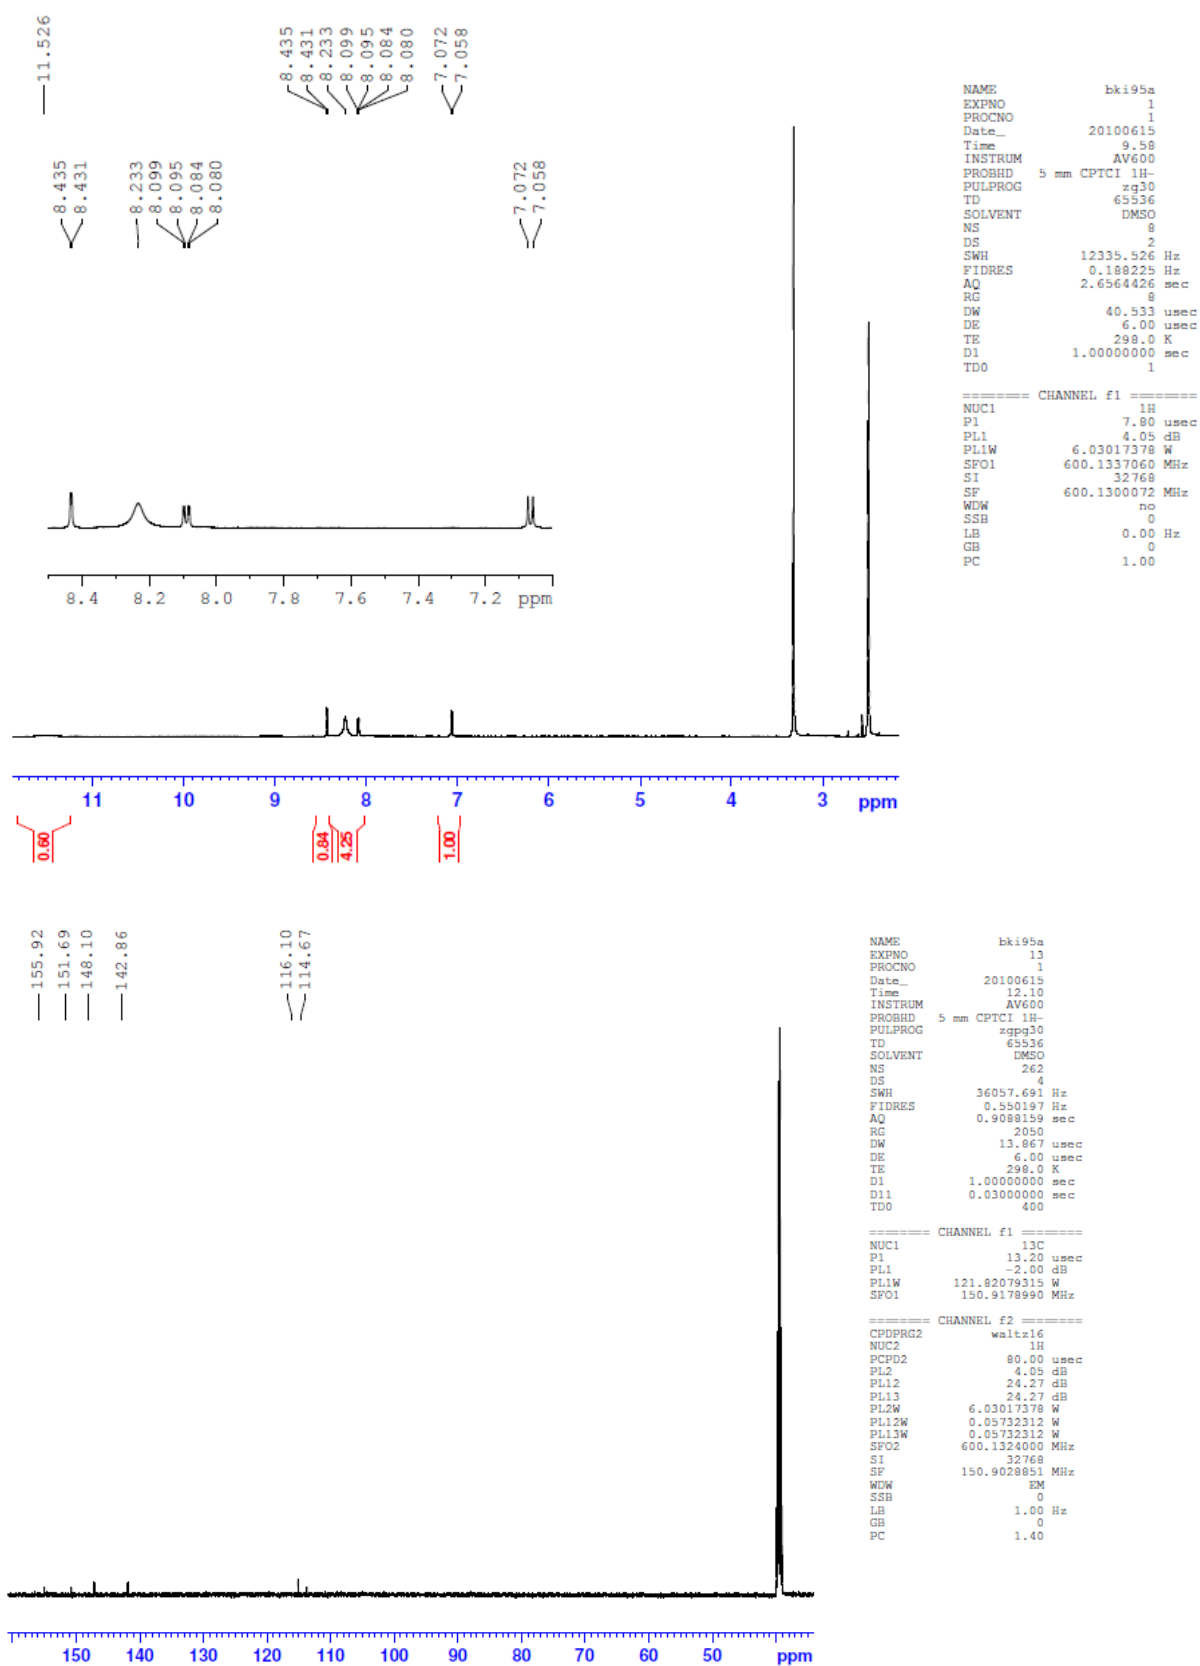 11.526
8.435
8.431
8.233
8.099
8.095
8.084
8.080
7.072
7.058
8.435
8.431
8.233
8.099
8.095
8.084
8.080
7.072
7.058
8.4 8.2 8.0 7.8 7.6 7.4 7.2 ppm
11 10 9 8 7 6 5 4 3 ppm
0.60
0.84
4.25
1.00
NAME bki95a
EXPNO 1
PROCNO 1
Date_ 20100615
Time 9.58
INSTRUM AV600
PROBHD 5 mm CPTCI 1H-
PULPROG zg30
TD 65536
SOLVENT DMSO
NS 8
DS 2
SWH 12335.526 Hz
FIDRES 0.188225 Hz
AQ 2.6564426 sec
RG 8
DW 40.533 usec
DE 6.00 usec
TE 298.0 K
D1 1.00000000 sec
TD0 1
======== CHANNEL f1 ========
NUC1 1H
P1 7.80 usec
PL1 4.05 dB
PL1W 6.03017378 W
SFO1 600.1337060 MHz
SI 32768
SF 600.1300072 MHz
WDW no
SSB 0
LB 0.00 Hz
GB 0
PC 1.00
155.92
151.69
148.10
142.86
116.10
114.67
150 140 130 120 110 100 90 80 70 60 50 ppm
NAME bki95a
EXPNO 13
PROCNO 1
Date_ 20100615
Time 12.10
INSTRUM AV600
PROBHD 5 mm CPTCI 1H-
PULPROG zgpg30
TD 65536
SOLVENT DMSO
NS 262
DS 4
SWH 36057.691 Hz
FIDRES 0.550197 Hz
AQ 0.9088159 sec
RG 2050
DW 13.867 usec
DE 6.00 usec
TE 298.0 K
D1 1.00000000 sec
D11 0.03000000 sec
TD0 400
======== CHANNEL f1 ========
NUC1 13C
P1 13.20 usec
PL1 -2.00 dB
PL1W 121.82079315 W
SFO1 150.9178990 MHz
======== CHANNEL f2 ========
CPDPRG2 waltz16
NUC2 1H
PCPD2 80.00 usec
PL2 4.05 dB
PL12 24.27 dB
PL13 24.27 dB
PL2W 6.03017378 W
PL12W 0.05732312 W
PL13W 0.05732312 W
SFO2 600.1324000 MHz
SI 32768
SF 150.9028851 MHz
WDW EM
SSB 0
LB 1.00 Hz
GB 0
PC 1.40